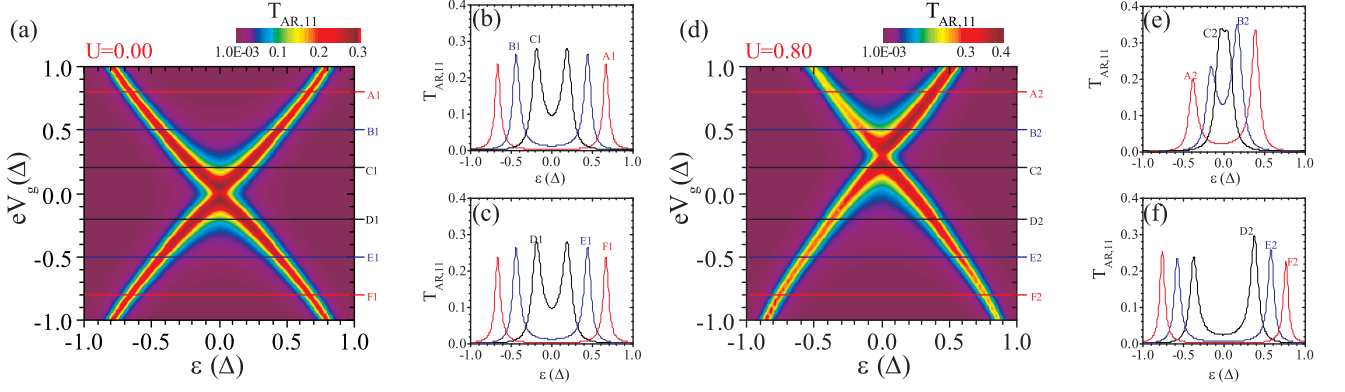 (a)
U=0.00
T_AR,11
1.0E-03 0.1 0.2 0.3
1.0
0.5
0.0
-0.5
-1.0
eV_g (Δ)
-1.0 -0.5 0.0 0.5 1.0
ε (Δ)
A1
B1
C1
D1
E1
F1
(b)
0.4
0.3
0.2
0.1
0.0
T_AR,11
B1 C1 A1
-1.0 -0.5 0.0 0.5 1.0
ε (Δ)
(c)
0.4
0.3
0.2
0.1
0.0
T_AR,11
D1 E1 F1
-1.0 -0.5 0.0 0.5 1.0
ε (Δ)
(d)
U=0.80
T_AR,11
1.0E-03 0.1 0.2 0.3 0.4
1.0
0.5
0.0
-0.5
-1.0
eV_g (Δ)
-1.0 -0.5 0.0 0.5 1.0
ε (Δ)
A2
B2
C2
D2
E2
F2
(e)
0.4
0.3
0.2
0.1
0.0
T_AR,11
A2 C2 B2
-1.0 -0.5 0.0 0.5 1.0
ε (Δ)
(f)
0.4
0.3
0.2
0.1
0.0
T_AR,11
D2 E2 F2
-1.0 -0.5 0.0 0.5 1.0
ε (Δ)